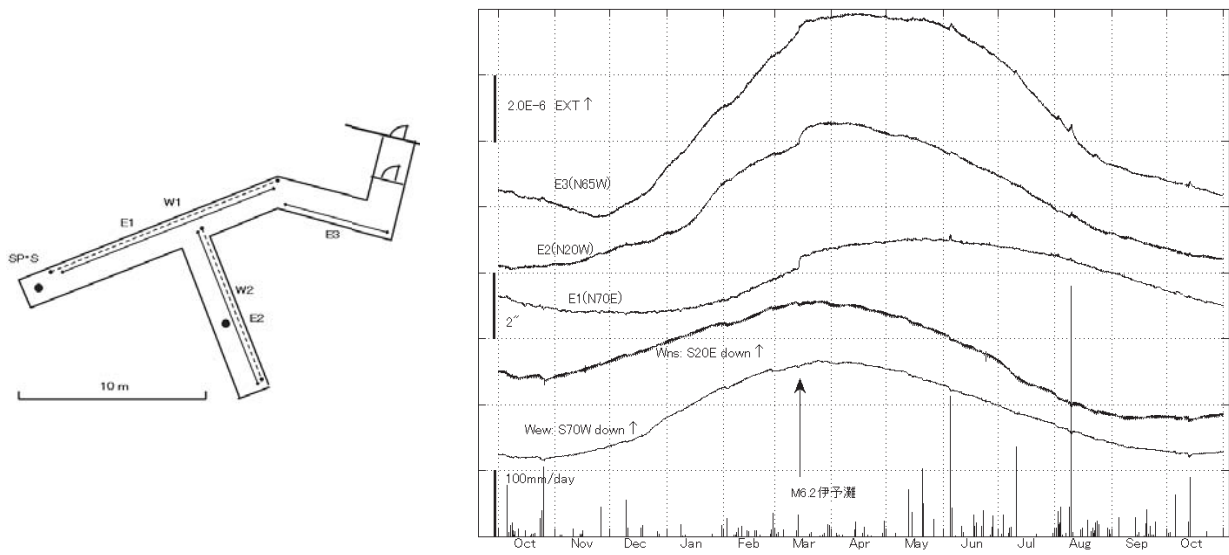 W1
E1
E3
SP・S
W2
E2
10 m
2.0E-6 EXT ↑
E3(N65W)
E2(N20W)
E1(N70E)
2″
Wns: S20E down ↑
Wew: S70W down ↑
100mm/day
M6.2伊予灘
Oct Nov Dec Jan Feb Mar Apr May Jun Jul Aug Sep Oct